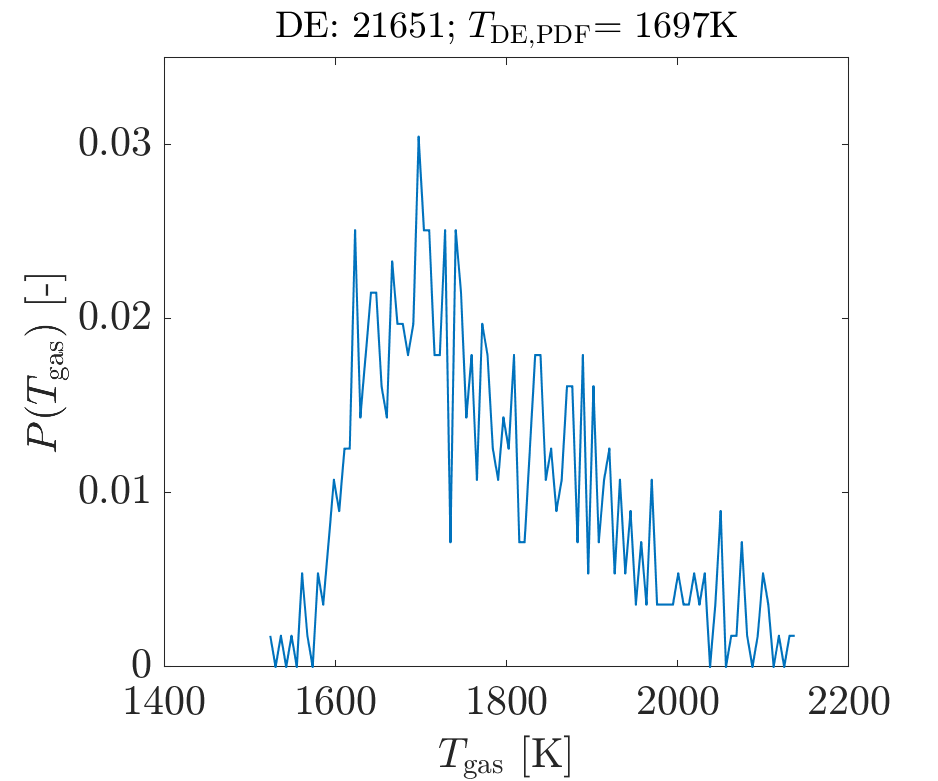 DE: 21651; T_DE,PDF= 1697K
0.03
0.02
0.01
0
P(T_gas) [-]
1400 1600 1800 2000 2200
T_gas [K]